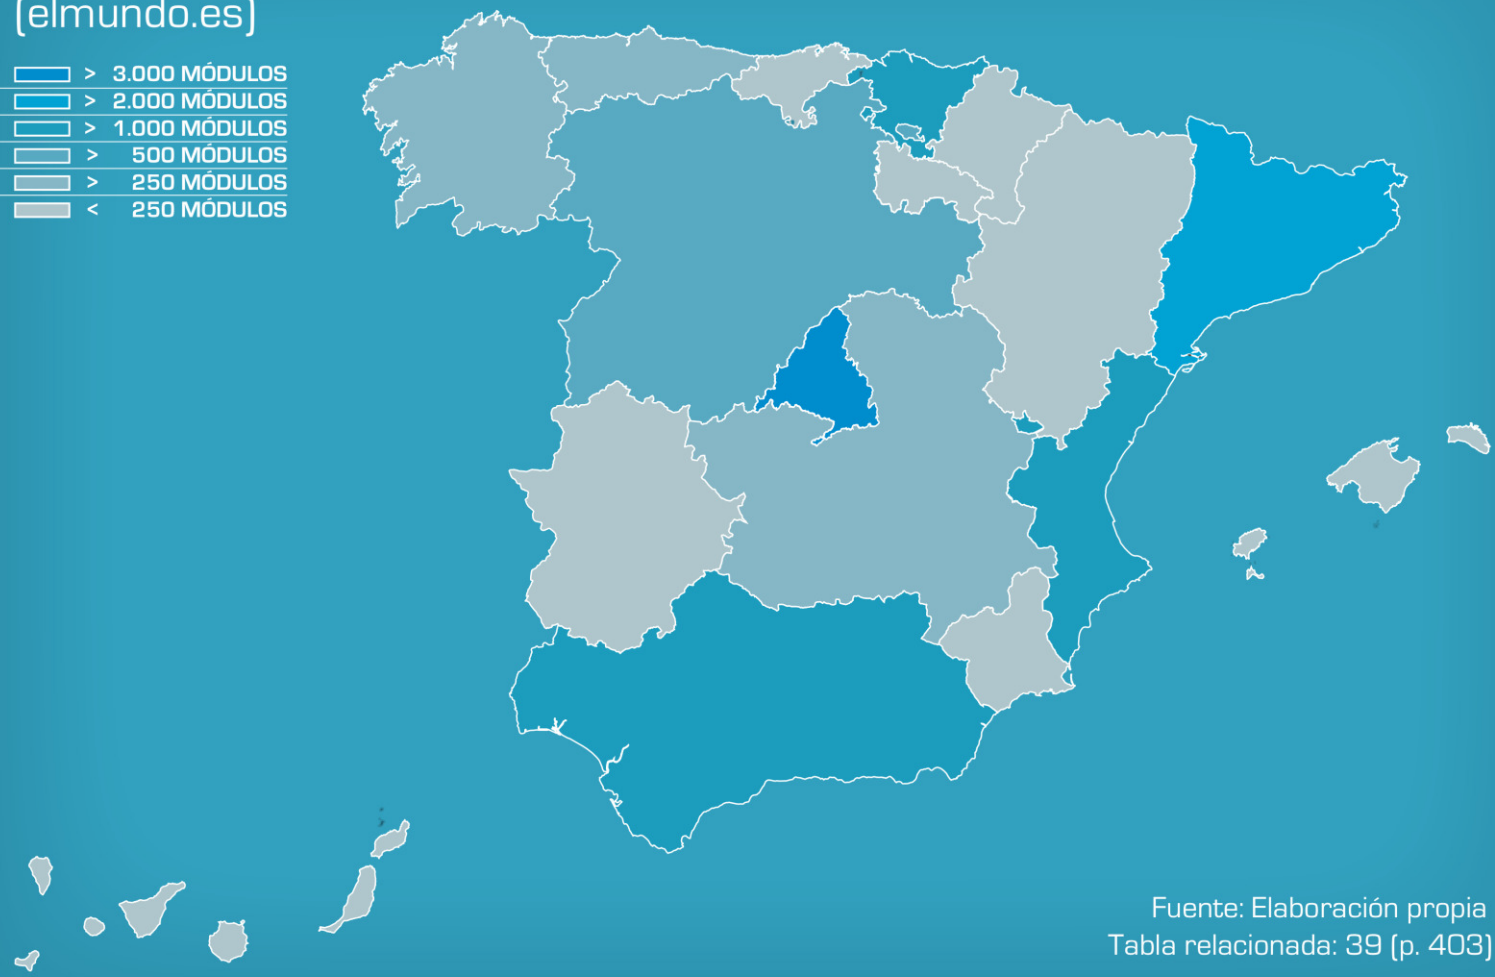 (elmundo.es)
> 3.000 MÓDULOS
> 2.000 MÓDULOS
> 1.000 MÓDULOS
> 500 MÓDULOS
> 250 MÓDULOS
< 250 MÓDULOS
Fuente: Elaboración propia
Tabla relacionada: 39 (p. 403)